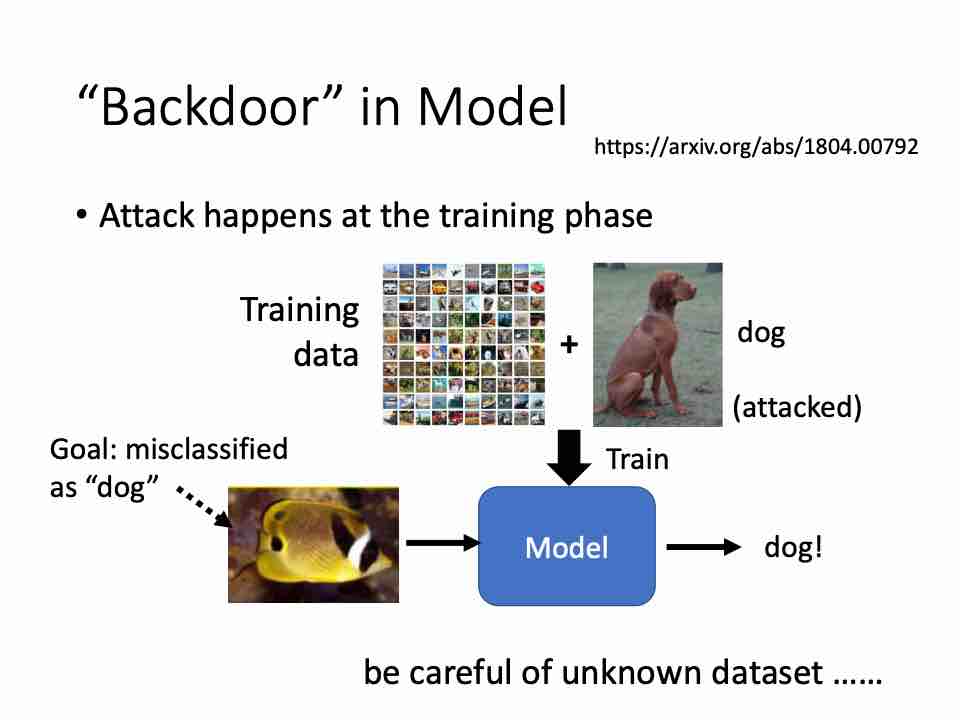 “Backdoor” in Model
https://arxiv.org/abs/1804.00792
• Attack happens at the training phase
Training
data
+
dog
(attacked)
Goal: misclassified
as “dog”
Train
Model
dog!
be careful of unknown dataset ……